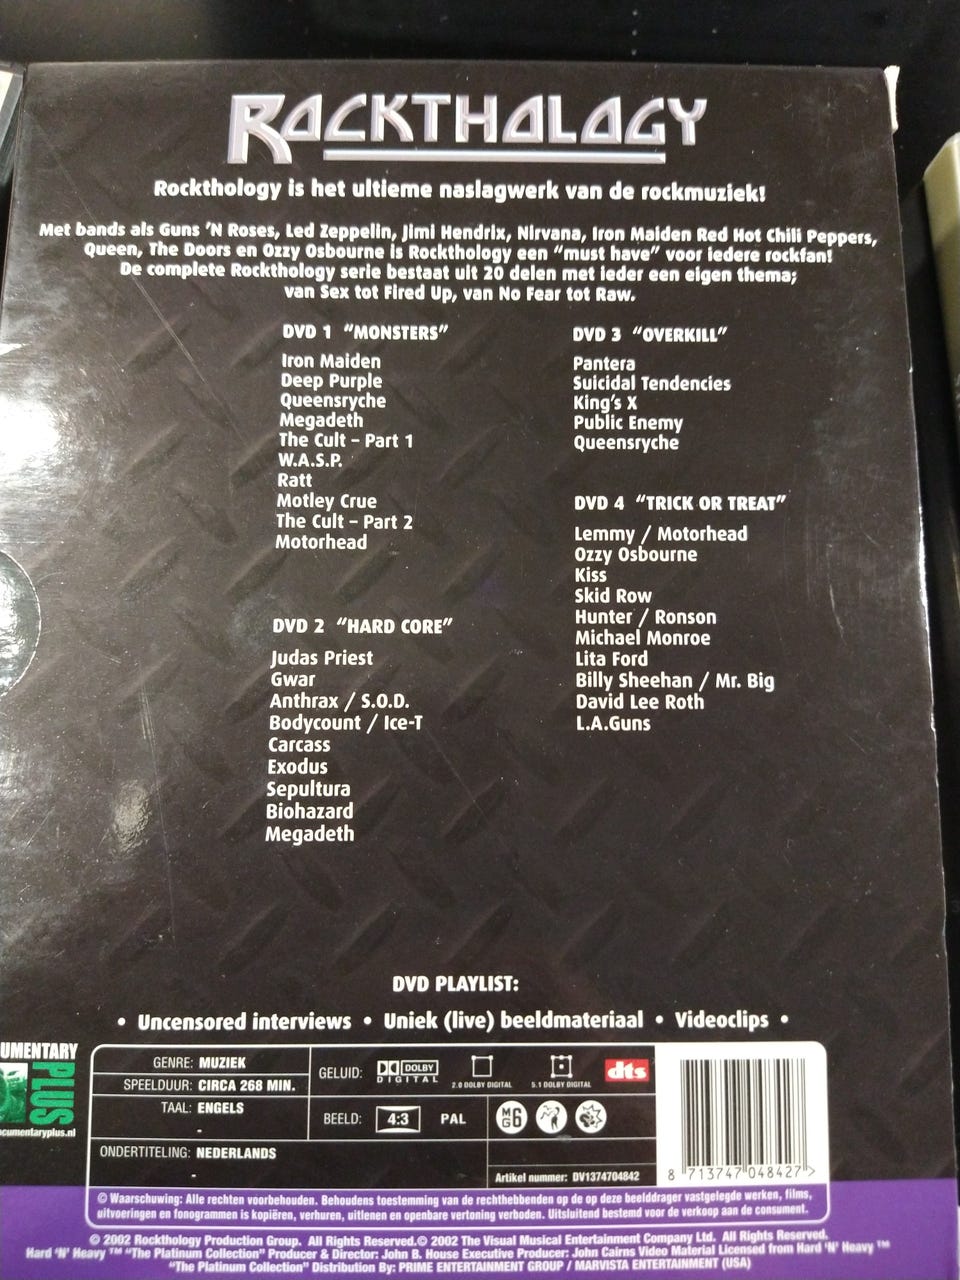 ROCKTHOLOGY
Rockthology is het ultieme naslagwerk van de rockmuziek!
Met bands als Guns 'N Roses, Led Zeppelin, Jimi Hendrix, Nirvana, Iron Maiden Red Hot Chili Peppers,
Queen, The Doors en Ozzy Osbourne is Rockthology een "must have" voor iedere rockfan!
De complete Rockthology serie bestaat uit 20 delen met ieder een eigen thema;
van Sex tot Fired Up, van No Fear tot Raw.
DVD 1 "MONSTERS"
Iron Maiden
Deep Purple
Queensryche
Megadeth
The Cult – Part 1
W.A.S.P.
Ratt
Motley Crue
The Cult – Part 2
Motorhead
DVD 2 "HARD CORE"
Judas Priest
Gwar
Anthrax / S.O.D.
Bodycount / Ice-T
Carcass
Exodus
Sepultura
Biohazard
Megadeth
DVD 3 "OVERKILL"
Pantera
Suicidal Tendencies
King's X
Public Enemy
Queensryche
DVD 4 "TRICK OR TREAT"
Lemmy / Motorhead
Ozzy Osbourne
Kiss
Skid Row
Hunter / Ronson
Michael Monroe
Lita Ford
Billy Sheehan / Mr. Big
David Lee Roth
L.A.Guns
DVD PLAYLIST:
• Uncensored interviews • Uniek (live) beeldmateriaal • Videoclips •
UMENTARY
PLUS
cumentaryplus.nl
GENRE: MUZIEK
SPEELDUUR: CIRCA 268 MIN.
TAAL: ENGELS
-
ONDERTITELING: NEDERLANDS
-
GELUID: DOLBY DIGITAL 2.0 DOLBY DIGITAL 5.1 DOLBY DIGITAL dts
BEELD: 4:3 PAL
MG6
Artikel nummer: DV1374704842
8 713747 048427 >
© Waarschuwing: Alle rechten voorbehouden. Behoudens toestemming van de rechthebbenden op de op deze beelddrager vastgelegde werken, films,
uitvoeringen en fonogrammen is kopiëren, verhuren, uitlenen en openbare vertoning verboden. Uitsluitend bestemd voor de verkoop aan de consument.
© 2002 Rockthology Production Group. All Rights Reserved.© 2002 The Visual Musical Entertainment Company Ltd. All Rights Reserved.
Hard 'N' Heavy ™ "The Platinum Collection" Producer & Director: John B. House Executive Producer: John Cairns Video Material Licensed from Hard 'N' Heavy ™
"The Platinum Collection" Distribution By: PRIME ENTERTAINMENT GROUP / MARVISTA ENTERTAINMENT (USA)